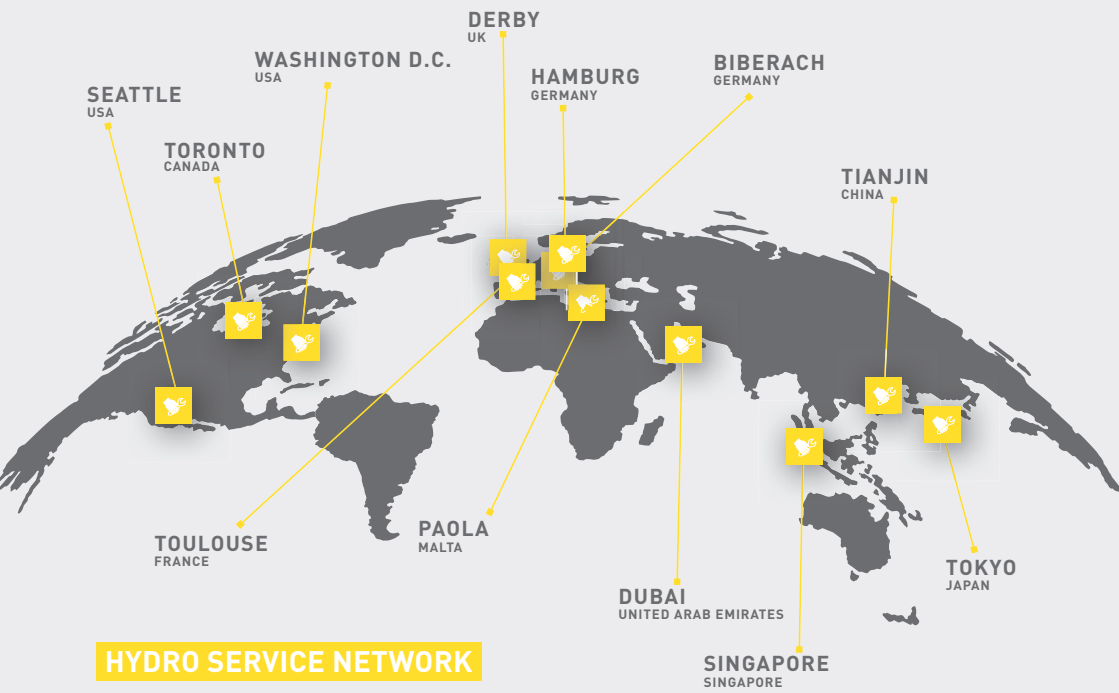 DERBY
UK
WASHINGTON D.C.
USA
HAMBURG
GERMANY
BIBERACH
GERMANY
SEATTLE
USA
TORONTO
CANADA
TIANJIN
CHINA
TOULOUSE
FRANCE
PAOLA
MALTA
TOKYO
JAPAN
DUBAI
UNITED ARAB EMIRATES
SINGAPORE
SINGAPORE
HYDRO SERVICE NETWORK